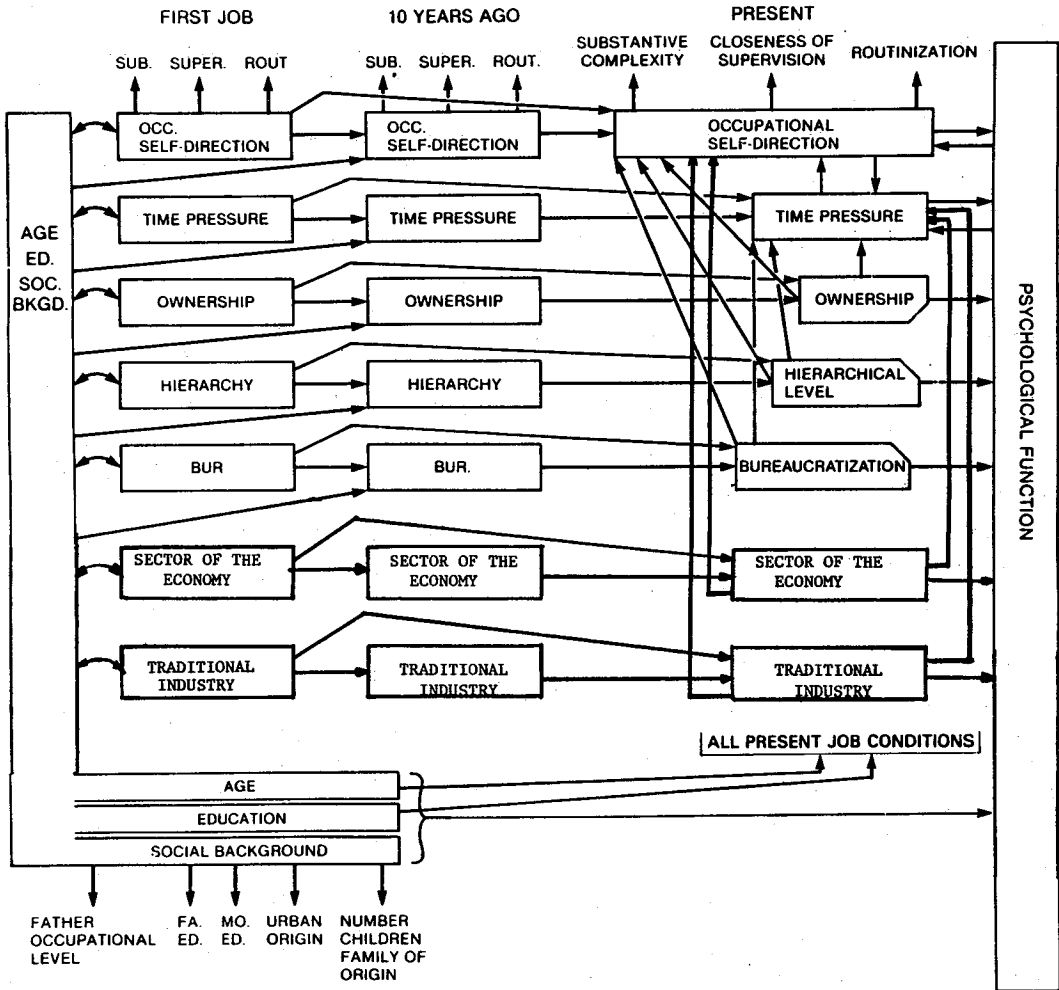 FIRST JOB
10 YEARS AGO
PRESENT
SUB. SUPER. ROUT
SUB. SUPER. ROUT.
SUBSTANTIVE
COMPLEXITY
CLOSENESS OF
SUPERVISION
ROUTINIZATION
AGE
ED.
SOC.
BKGD.
OCC.
SELF-DIRECTION
OCC.
SELF-DIRECTION
OCCUPATIONAL
SELF-DIRECTION
TIME PRESSURE
TIME PRESSURE
TIME PRESSURE
OWNERSHIP
OWNERSHIP
OWNERSHIP
HIERARCHY
HIERARCHY
HIERARCHICAL
LEVEL
BUR
BUR.
BUREAUCRATIZATION
SECTOR OF THE
ECONOMY
SECTOR OF THE
ECONOMY
SECTOR OF THE
ECONOMY
TRADITIONAL
INDUSTRY
TRADITIONAL
INDUSTRY
TRADITIONAL
INDUSTRY
PSYCHOLOGICAL FUNCTION
ALL PRESENT JOB CONDITIONS
AGE
EDUCATION
SOCIAL BACKGROUND
FATHER
OCCUPATIONAL
LEVEL
FA.
ED.
MO.
ED.
URBAN
ORIGIN
NUMBER
CHILDREN
FAMILY OF
ORIGIN